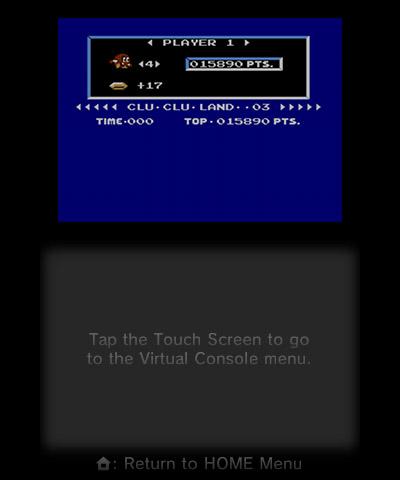 ◀ PLAYER 1 ▶
◀4▶ 015890 PTS.
+17
◀◀◀◀◀ CLU·CLU·LAND··03 ▶▶▶▶▶
TIME·000 TOP·015890 PTS.
Tap the Touch Screen to go
to the Virtual Console menu.
: Return to HOME Menu